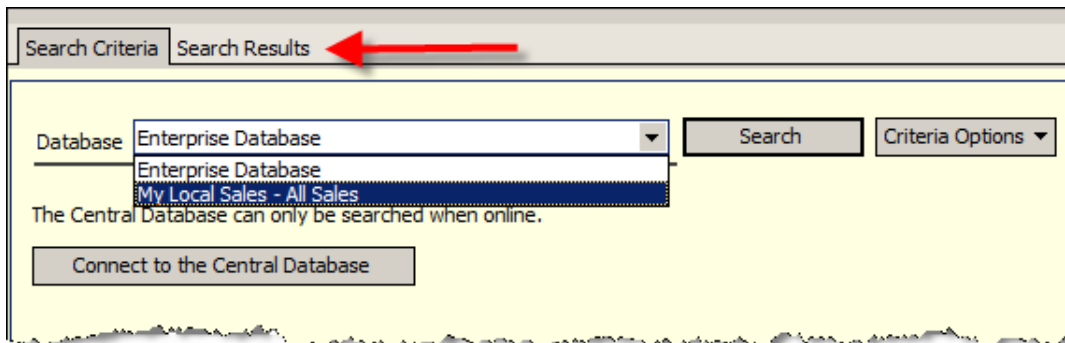 Search Criteria Search Results
Database Enterprise Database Search Criteria Options
Enterprise Database
My Local Sales - All Sales
The Central Database can only be searched when online.
Connect to the Central Database